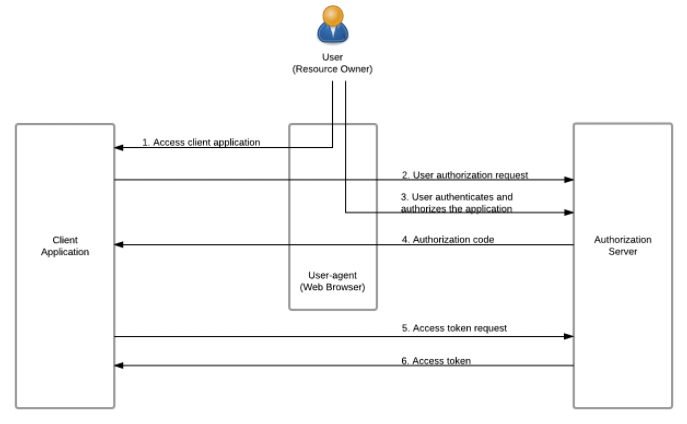 User
(Resource Owner)
1. Access client application
2. User authorization request
3. User authenticates and
authorizes the application
4. Authorization code
Client
Application
Authorization
Server
User-agent
(Web Browser)
5. Access token request
6. Access token